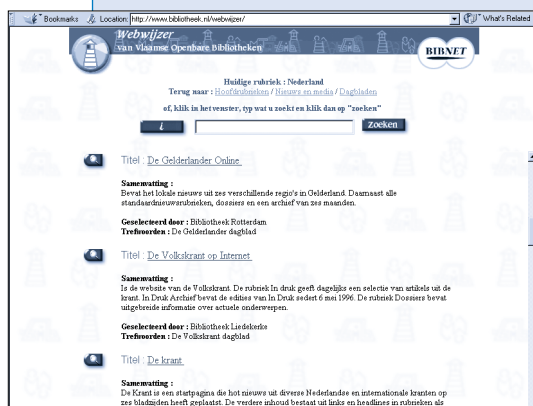 Bookmarks Location: http://www.bibliotheek.nl/webwijzer/ What's Related
Webwijzer
van Vlaamse Openbare Bibliotheken
BIBNET
Huidige rubriek : Nederland
Terug naar : Hoofdrubrieken / Nieuws en media / Dagbladen
of, klik in het venster, typ wat u zoekt en klik dan op "zoeken"
i Zoeken
Titel : De Gelderlander Online
Samenvatting :
Bevat het lokale nieuws uit zes verschillende regio's in Gelderland. Daarnaast alle
standaardnieuwsrubrieken, dossiers en een archief van zes maanden.
Geselecteerd door : Bibliotheek Rotterdam
Trefwoorden : De Gelderlander dagblad
Titel : De Volkskrant op Internet
Samenvatting :
Is de website van de Volkskrant. De rubriek In druk geeft dagelijks een selectie van artikels uit de
krant. In Druk Archief bevat de edities van In Druk sedert 6 mei 1996. De rubriek Dossiers bevat
uitgebreide informatie over actuele onderwerpen.
Geselecteerd door : Bibliotheek Liedekerke
Trefwoorden : De Volkskrant dagblad
Titel : De krant
Samenvatting :
De Krant is een startpagina die hot nieuws uit diverse Nederlandse en internationale kranten op
zes bladzijden heeft geplaatst. De verdere inhoud bestaat uit links en headlines in rubrieken als